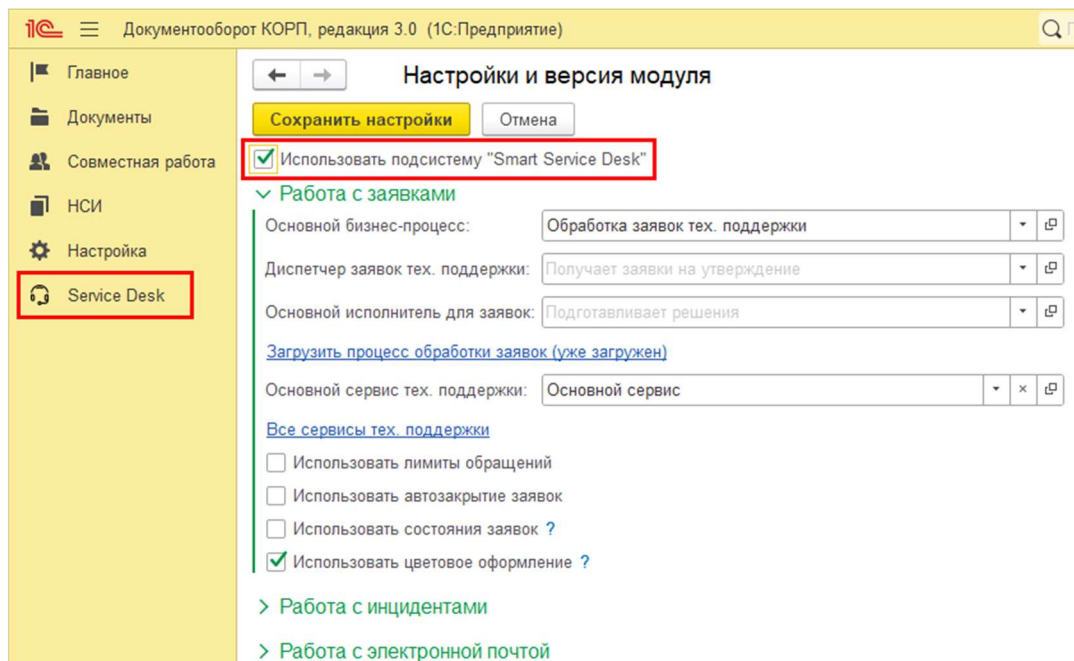 1С Документооборот КОРП, редакция 3.0 (1С:Предприятие)
Главное
Документы
Совместная работа
НСИ
Настройка
Service Desk
Настройки и версия модуля
Сохранить настройки Отмена
Использовать подсистему "Smart Service Desk"
Работа с заявками
Основной бизнес-процесс: Обработка заявок тех. поддержки
Диспетчер заявок тех. поддержки: Получает заявки на утверждение
Основной исполнитель для заявок: Подготавливает решения
Загрузить процесс обработки заявок (уже загружен)
Основной сервис тех. поддержки: Основной сервис
Все сервисы тех. поддержки
Использовать лимиты обращений
Использовать автозакрытие заявок
Использовать состояния заявок ?
Использовать цветовое оформление ?
Работа с инцидентами
Работа с электронной почтой